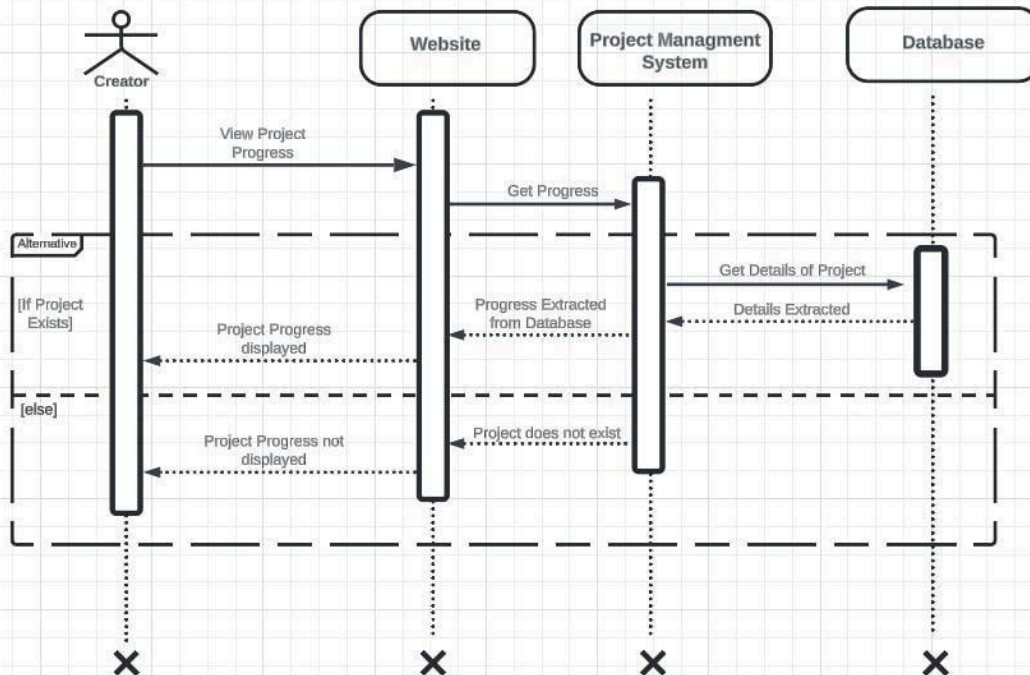 Creator
Website
Project Managment
System
Database
View Project
Progress
Get Progress
Alternative
[If Project
Exists]
Get Details of Project
Details Extracted
Progress Extracted
from Database
Project Progress
displayed
[else]
Project does not exist
Project Progress not
displayed